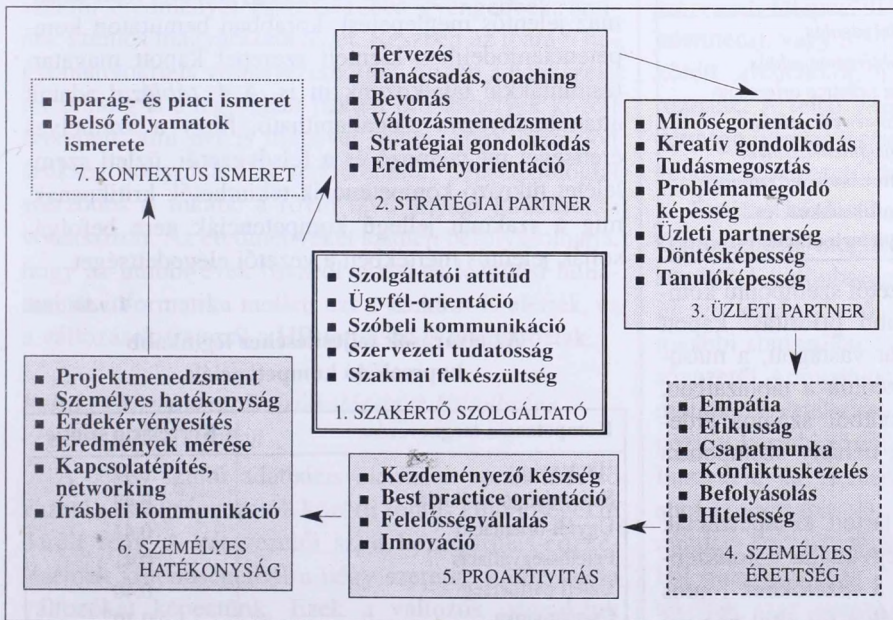 Iparág- és piaci ismeret
Belső folyamatok
ismerete
7. KONTEXTUS ISMERET
Tervezés
Tanácsadás, coaching
Bevonás
Változásmenedzsment
Stratégiai gondolkodás
Eredményorientáció
2. STRATÉGIAI PARTNER
Minőségorientáció
Kreatív gondolkodás
Tudásmegosztás
Problémamegoldó
képesség
Üzleti partnerség
Döntésképesség
Tanulóképesség
3. ÜZLETI PARTNER
Szolgáltatói attitűd
Ügyfél-orientáció
Szóbeli kommunikáció
Szervezeti tudatosság
Szakmai felkészültség
1. SZAKÉRTŐ SZOLGÁLTATÓ
Empátia
Etikusság
Csapatmunka
Konfliktuskezelés
Befolyásolás
Hitelesség
4. SZEMÉLYES
ÉRETTSÉG
Kezdeményező készség
Best practice orientáció
Felelősségvállalás
Innováció
5. PROAKTIVITÁS
Projektmenedzsment
Személyes hatékonyság
Érdekérvényesítés
Eredmények mérése
Kapcsolatépítés,
networking
Írásbeli kommunikáció
6. SZEMÉLYES
HATÉKONYSÁG